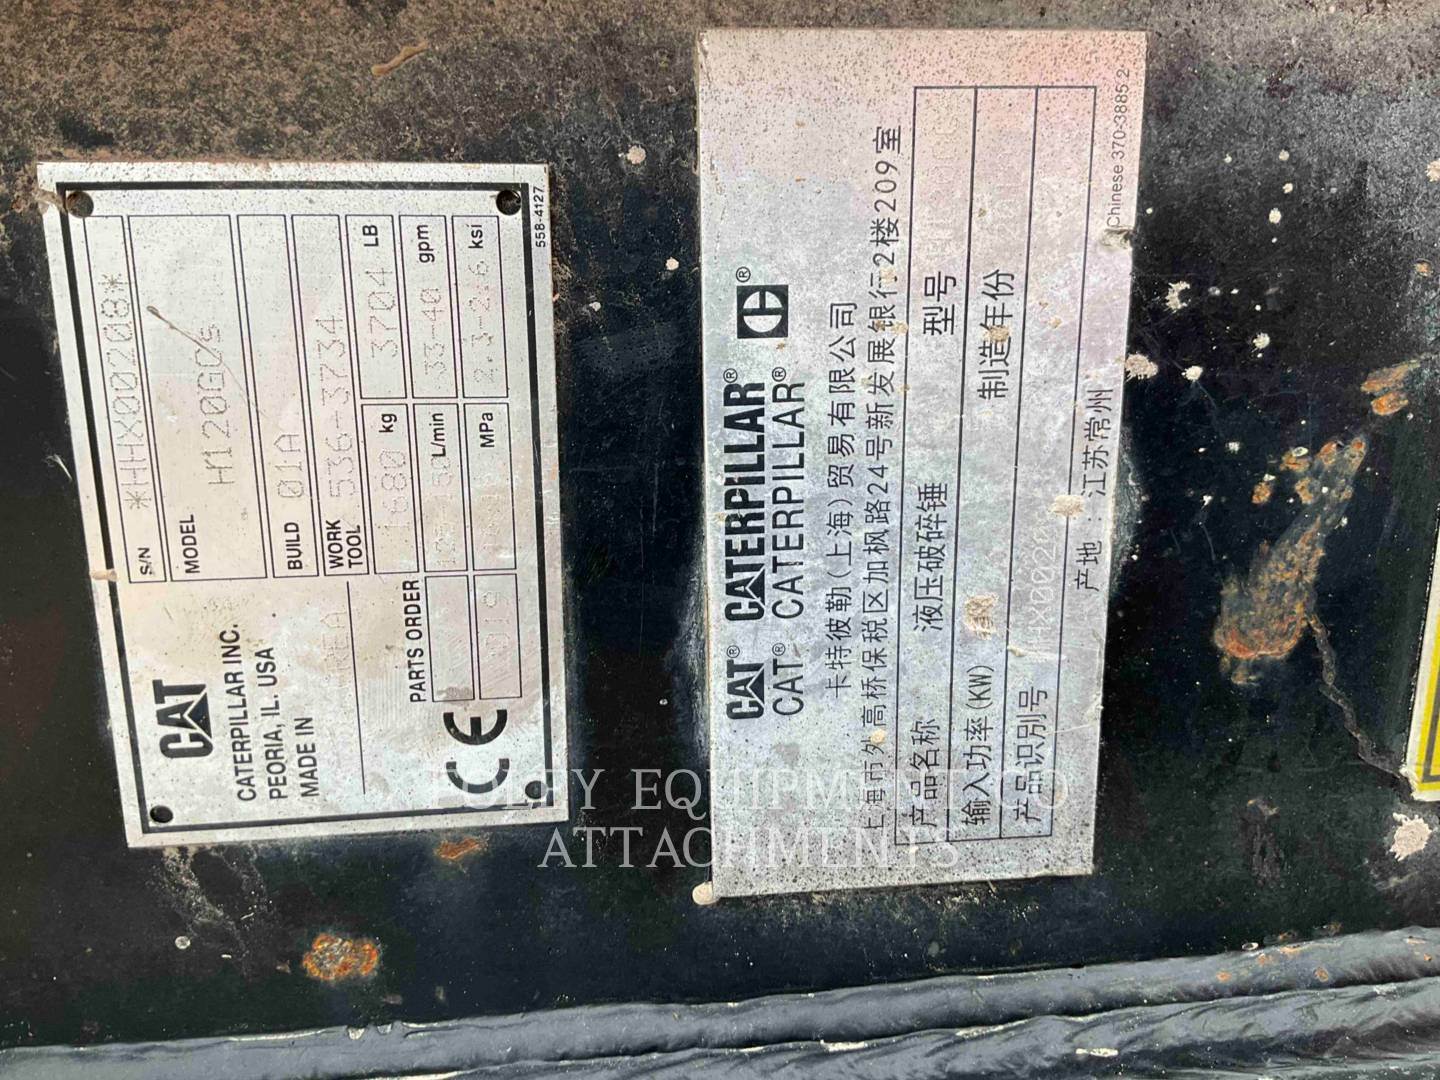 558-4127
S/N *HHX00208*
MODEL H120GCs
BUILD 01A
WORK TOOL 536-3734
1680 kg 3704 LB
L/min 33-40 gpm
MPa 2.3-2.6 ksi
CAT
CATERPILLAR INC.
PEORIA, IL. USA
MADE IN
PARTS ORDER
CE
Chinese 370-3885 2
CAT® CATERPILLAR®
CAT® CATERPILLAR® ®
卡特彼勒(上海)贸易有限公司
上海市外高桥保税区加枫路24号新发展银行2楼209室
产品名称 液压破碎锤 型号
输入功率(KW) 制造年份
产品识别号
产地:江苏常州
FOLEY EQUIPMENT CO
ATTACHMENTS